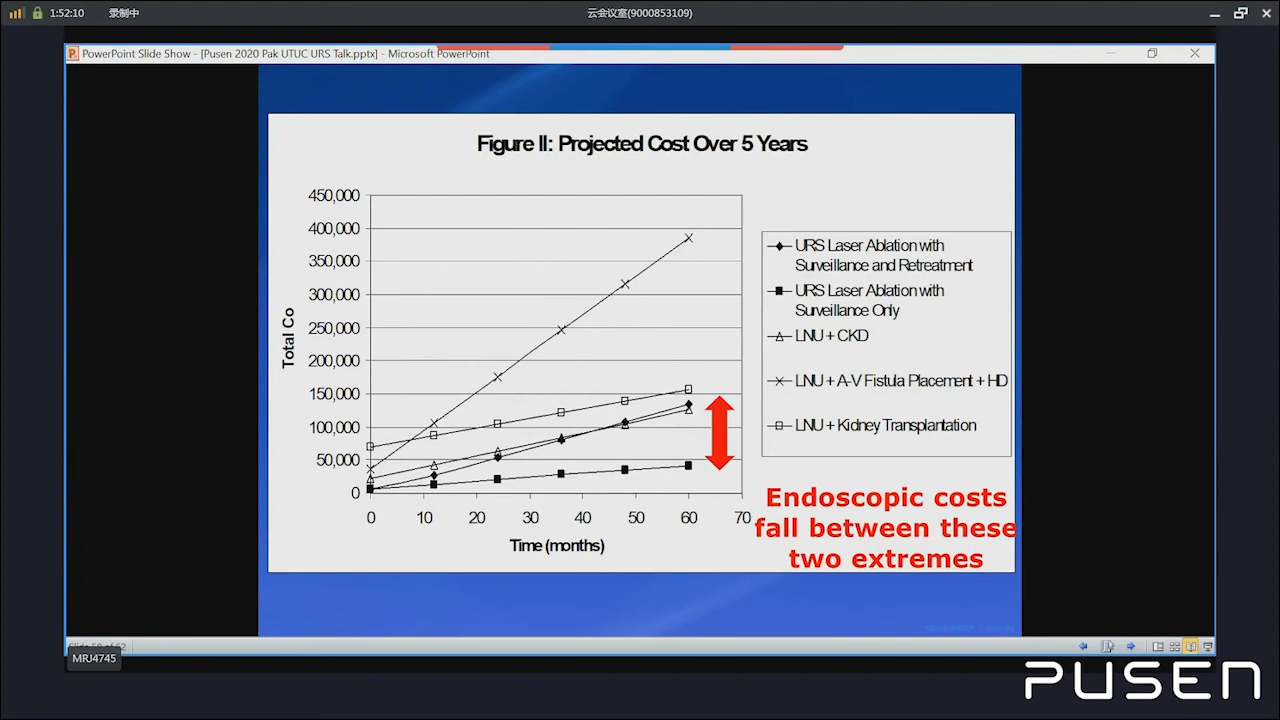 1:52:10 录制中 云会议室(9000853109)
PowerPoint Slide Show - [Pusen 2020 Pak UTUC URS Talk.pptx] - Microsoft PowerPoint
Figure II: Projected Cost Over 5 Years
450,000
400,000
350,000
300,000
250,000
200,000
150,000
100,000
50,000
0
Total Co
0 10 20 30 40 50 60 70
Time (months)
URS Laser Ablation with
Surveillance and Retreatment
URS Laser Ablation with
Surveillance Only
LNU + CKD
LNU + A-V Fistula Placement + HD
LNU + Kidney Transplantation
Endoscopic costs
fall between these
two extremes
MRJ4745
PUSEN